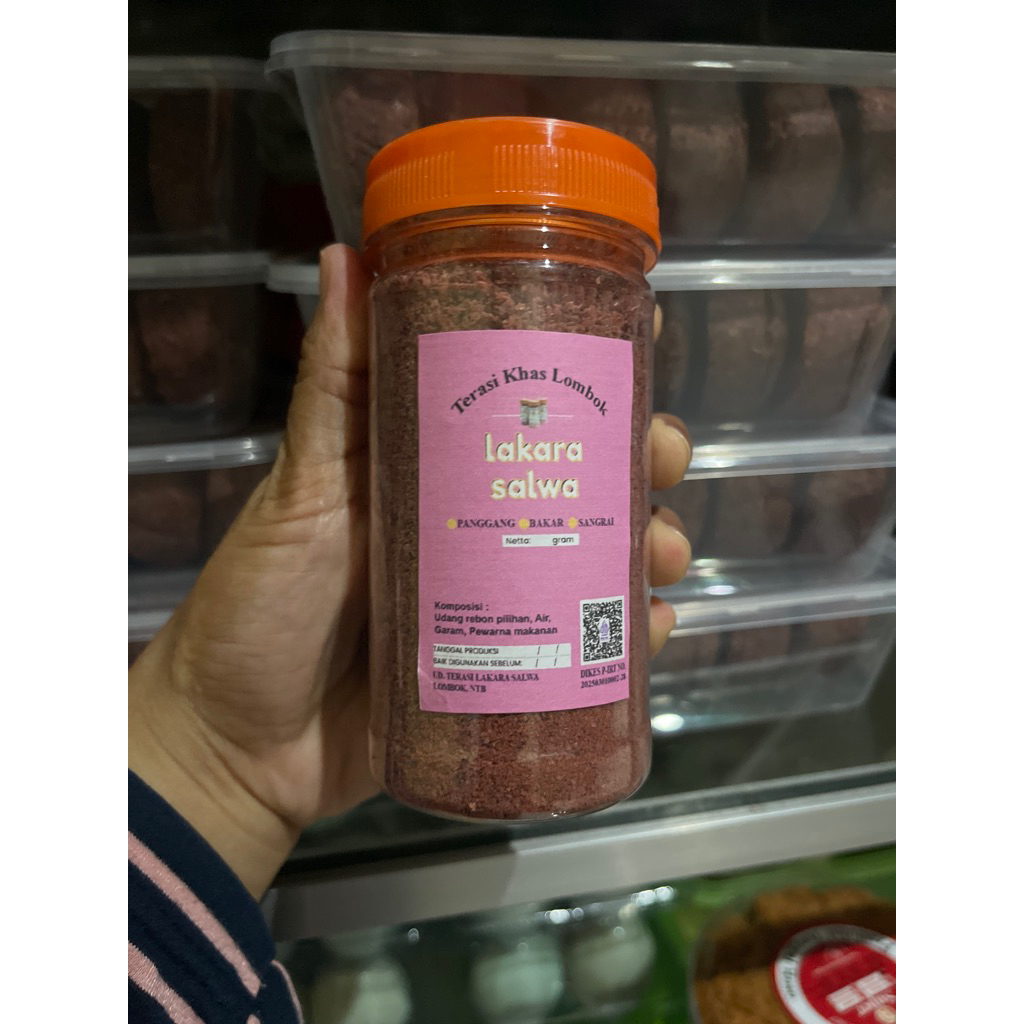 Terasi Khas Lombok
lakara
salwa
PANGGANG BAKAR SANGRAI
Netto: gram
Komposisi :
Udang rebon pilihan, Air,
Garam, Pewarna makanan
TANGGAL PRODUKSI / /
BAIK DIGUNAKAN SEBELUM: / /
UD. TERASI LAKARA SALWA
LOMBOK, NTB
DIKES P-IRT NO.